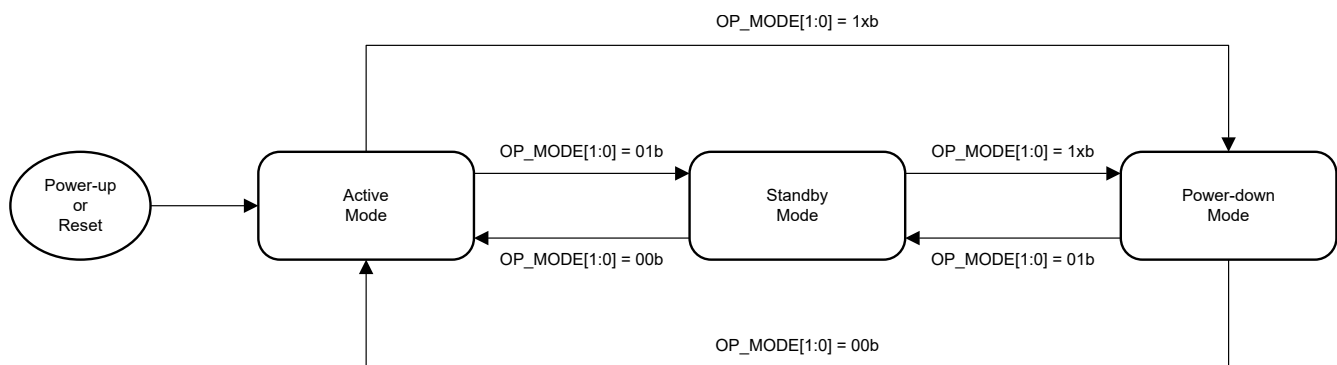 OP_MODE[1:0] = 1xb
OP_MODE[1:0] = 01b
OP_MODE[1:0] = 1xb
Power-up
or
Reset
Active
Mode
Standby
Mode
Power-down
Mode
OP_MODE[1:0] = 00b
OP_MODE[1:0] = 01b
OP_MODE[1:0] = 00b